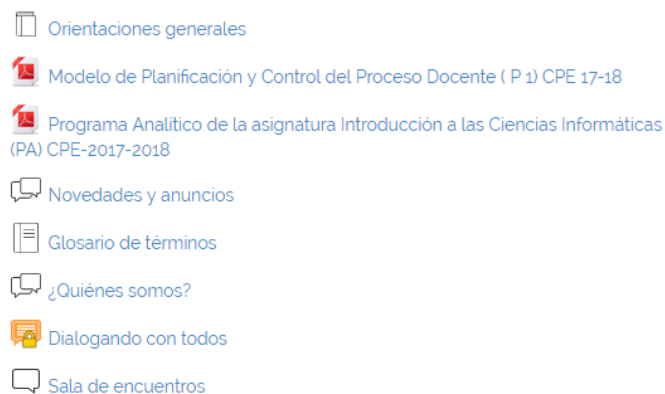 Orientaciones generales
Modelo de Planificación y Control del Proceso Docente ( P 1) CPE 17-18
Programa Analítico de la asignatura Introducción a las Ciencias Informáticas
(PA) CPE-2017-2018
Novedades y anuncios
Glosario de términos
¿Quiénes somos?
Dialogando con todos
Sala de encuentros